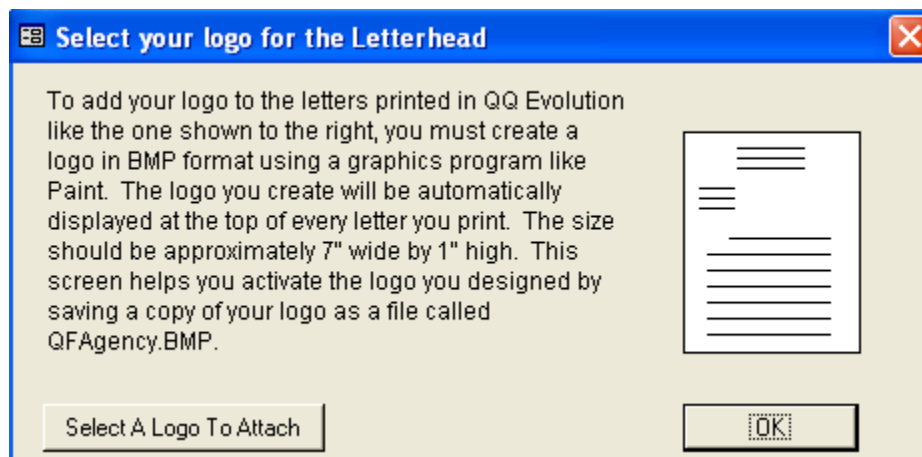 Select your logo for the Letterhead
To add your logo to the letters printed in QQ Evolution
like the one shown to the right, you must create a
logo in BMP format using a graphics program like
Paint.  The logo you create will be automatically
displayed at the top of every letter you print.  The size
should be approximately 7" wide by 1" high.  This
screen helps you activate the logo you designed by
saving a copy of your logo as a file called
QFAgency.BMP.
Select A Logo To Attach
OK